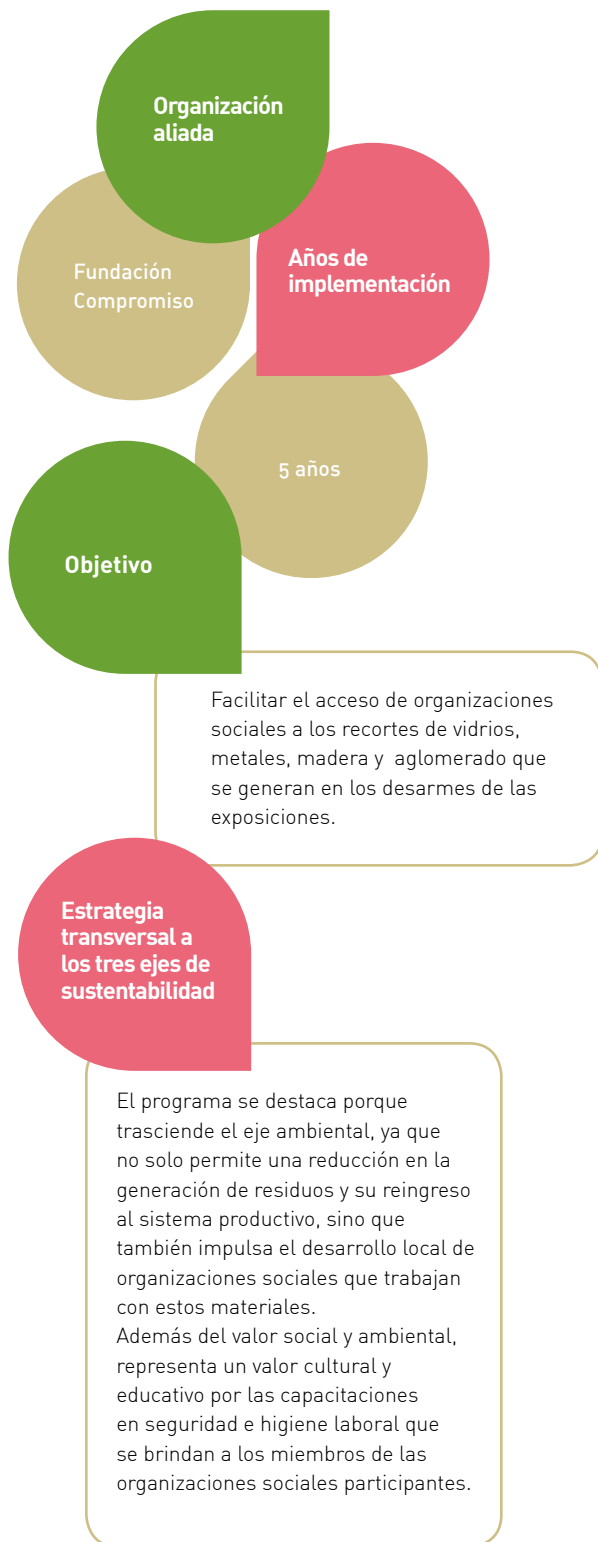 Organización
aliada
Fundación
Compromiso
Años de
implementación
5 años
Objetivo
Facilitar el acceso de organizaciones
sociales a los recortes de vidrios,
metales, madera y  aglomerado que
se generan en los desarmes de las
exposiciones.
Estrategia
transversal a
los tres ejes de
sustentabilidad
El programa se destaca porque
trasciende el eje ambiental, ya que
no solo permite una reducción en la
generación de residuos y su reingreso
al sistema productivo, sino que
también impulsa el desarrollo local de
organizaciones sociales que trabajan
con estos materiales.
Además del valor social y ambiental,
representa un valor cultural y
educativo por las capacitaciones
en seguridad e higiene laboral que
se brindan a los miembros de las
organizaciones sociales participantes.